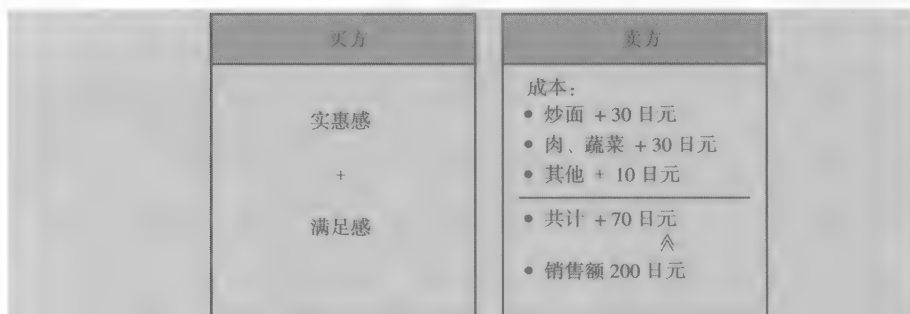 买方
实惠感
+
满足感
卖方
成本：
• 炒面 + 30 日元
• 肉、蔬菜 + 30 日元
• 其他 + 10 日元
• 共计 + 70 日元
≪
• 销售额 200 日元